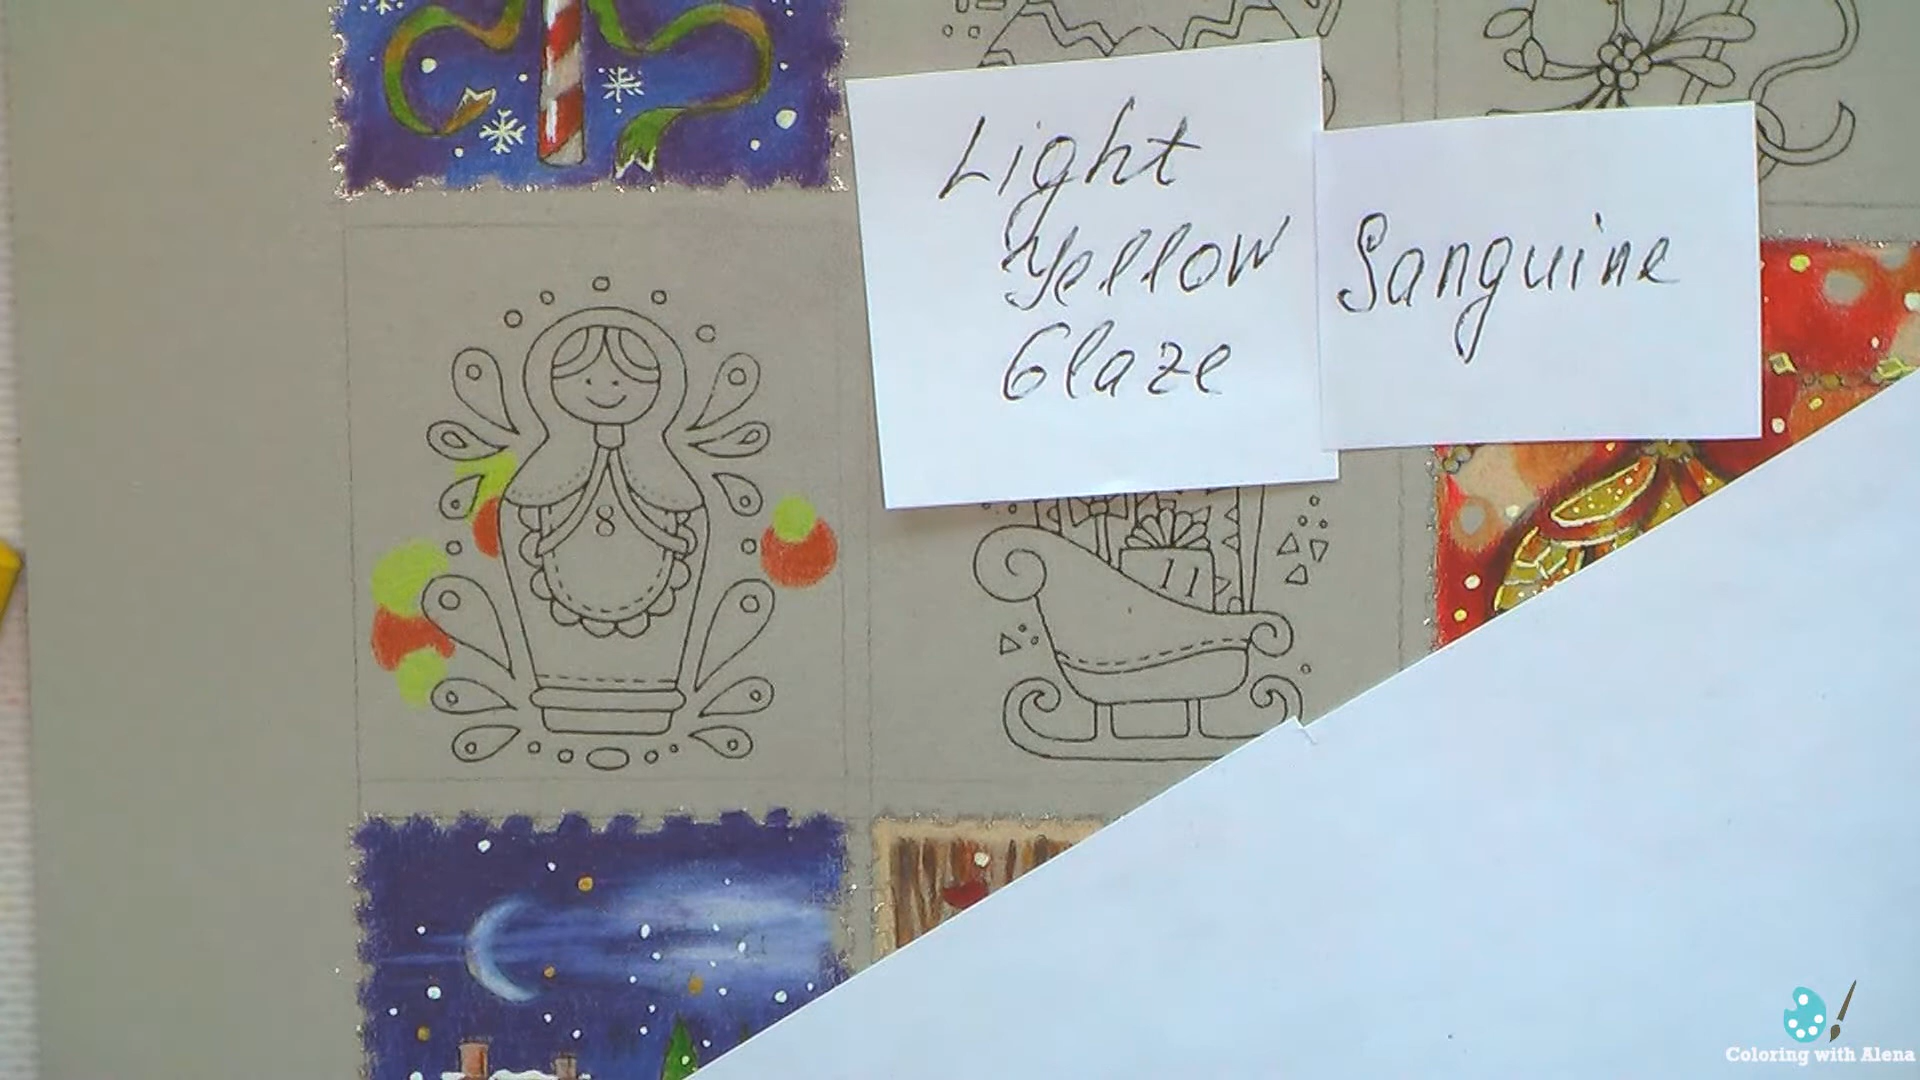 Light
Yellow
Glaze
Sanguine
8
11
Coloring with Alena